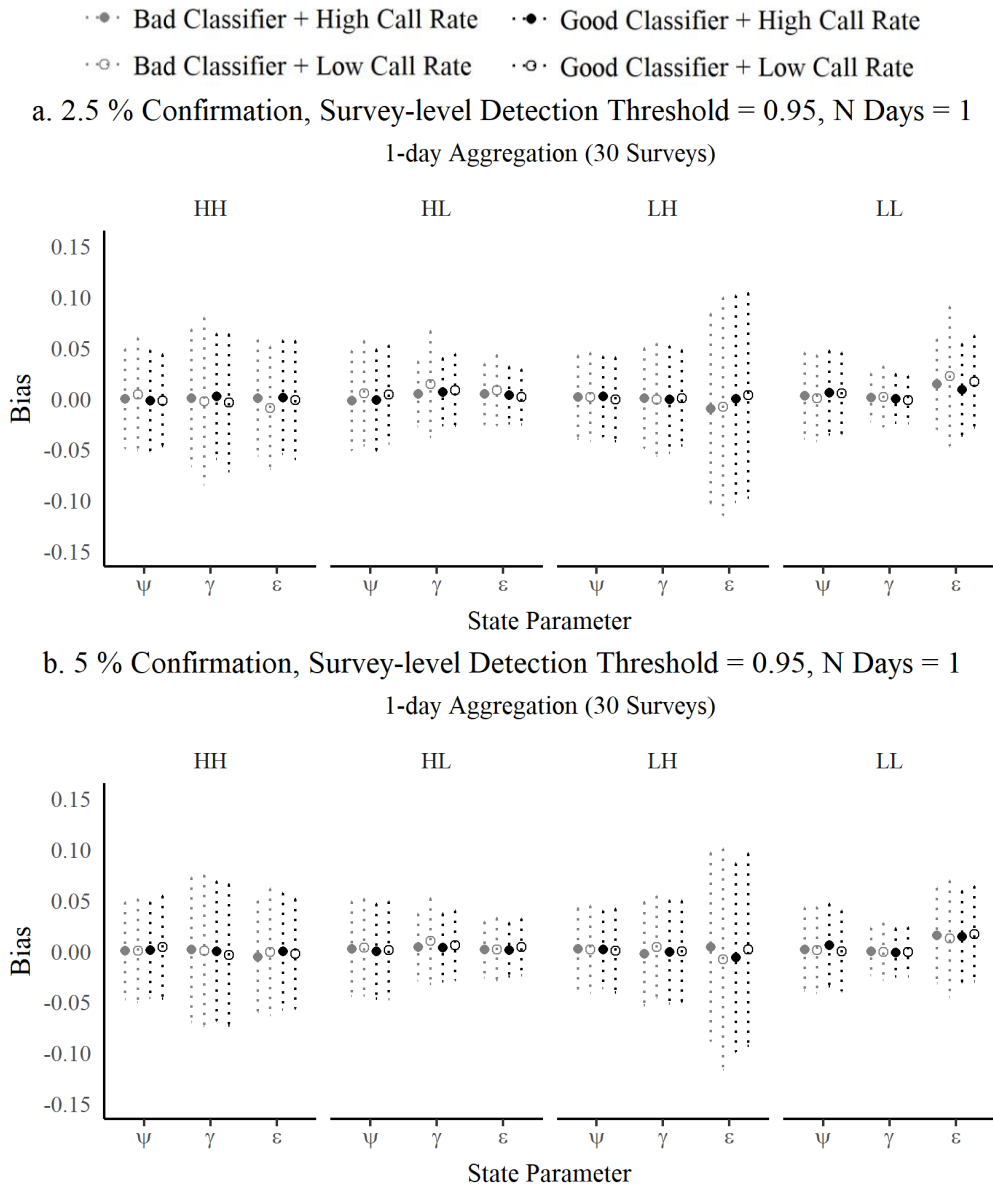 Bad Classifier + High Call Rate Good Classifier + High Call Rate
Bad Classifier + Low Call Rate Good Classifier + Low Call Rate
a. 2.5 % Confirmation, Survey-level Detection Threshold = 0.95, N Days = 1
1-day Aggregation (30 Surveys)
HH HL LH LL
0.15
0.10
0.05
0.00
-0.05
-0.10
-0.15
Bias
ψ γ ε ψ γ ε ψ γ ε ψ γ ε
State Parameter
b. 5 % Confirmation, Survey-level Detection Threshold = 0.95, N Days = 1
1-day Aggregation (30 Surveys)
HH HL LH LL
0.15
0.10
0.05
0.00
-0.05
-0.10
-0.15
Bias
ψ γ ε ψ γ ε ψ γ ε ψ γ ε
State Parameter